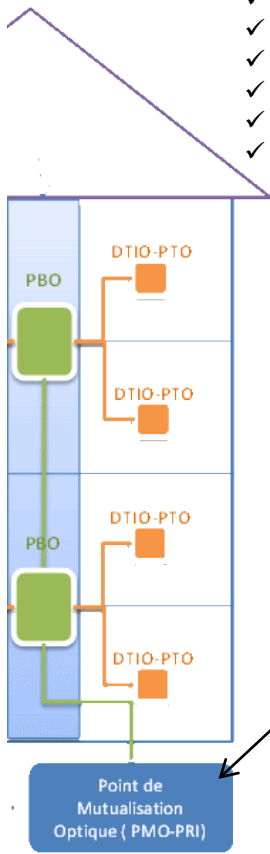 DTIO-PTO
PBO
DTIO-PTO
DTIO-PTO
PBO
DTIO-PTO
Point de
Mutualisation
Optique ( PMO-PRI)